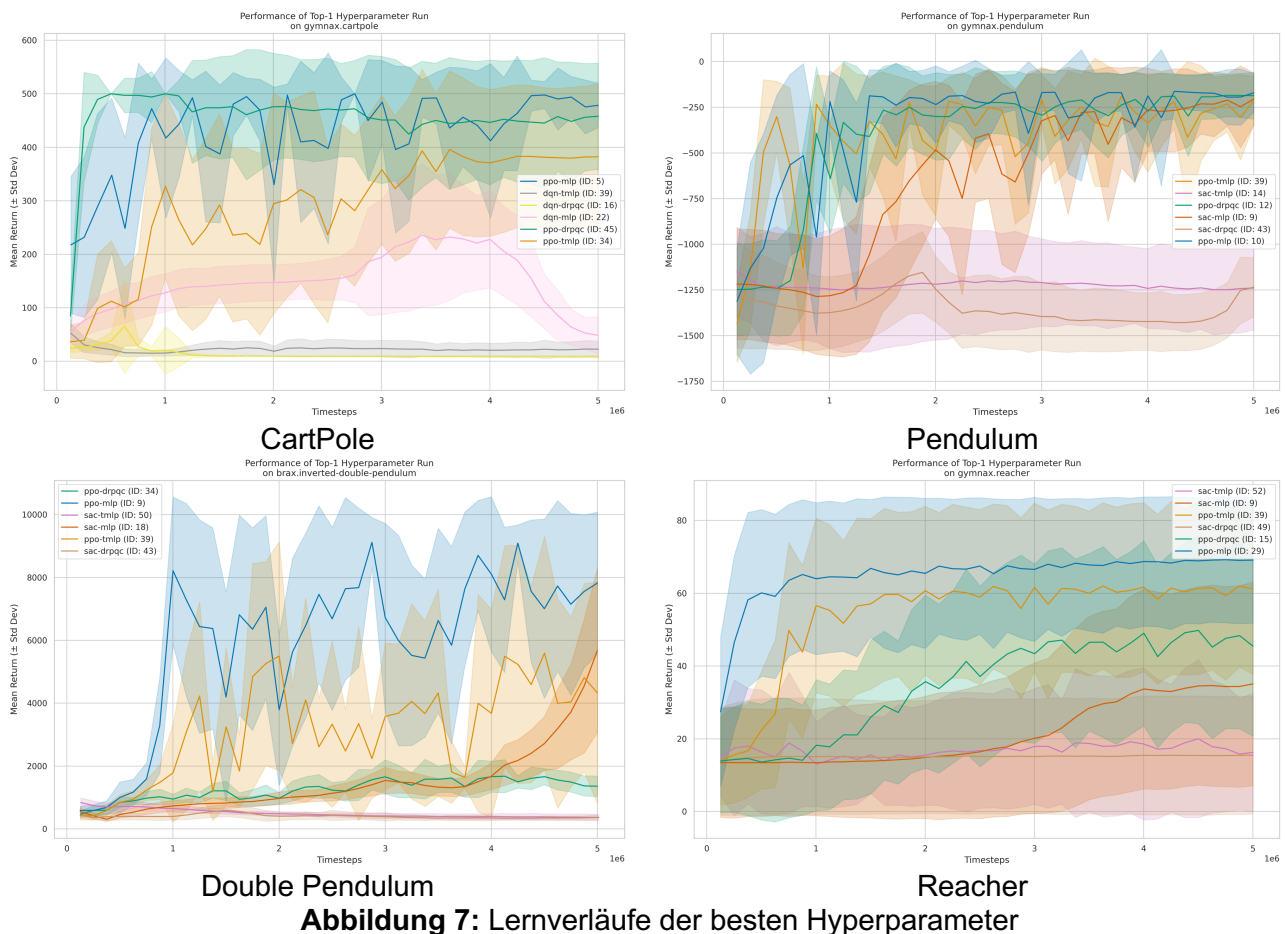 Performance of Top-1 Hyperparameter Run
on gymnax.cartpole
600
500
400
300
200
100
0
Mean Return (± Std Dev)
ppo-mlp (ID: 5)
dqn-tmlp (ID: 39)
dqn-drpqc (ID: 16)
dqn-mlp (ID: 22)
ppo-drpqc (ID: 45)
ppo-tmlp (ID: 34)
0 1 2 3 4 5
Timesteps
1e6
CartPole
Performance of Top-1 Hyperparameter Run
on gymnax.pendulum
0
−250
−500
−750
−1000
−1250
−1500
−1750
Mean Return (± Std Dev)
ppo-tmlp (ID: 39)
sac-tmlp (ID: 14)
ppo-drpqc (ID: 12)
sac-mlp (ID: 9)
sac-drpqc (ID: 43)
ppo-mlp (ID: 10)
0 1 2 3 4 5
Timesteps
1e6
Pendulum
Performance of Top-1 Hyperparameter Run
on brax.inverted-double-pendulum
10000
8000
6000
4000
2000
0
Mean Return (± Std Dev)
ppo-drpqc (ID: 34)
ppo-mlp (ID: 9)
sac-tmlp (ID: 50)
sac-mlp (ID: 18)
ppo-tmlp (ID: 39)
sac-drpqc (ID: 43)
0 1 2 3 4 5
Timesteps
1e6
Double Pendulum
Performance of Top-1 Hyperparameter Run
on gymnax.reacher
80
60
40
20
0
Mean Return (± Std Dev)
sac-tmlp (ID: 52)
sac-mlp (ID: 9)
ppo-tmlp (ID: 39)
sac-drpqc (ID: 49)
ppo-drpqc (ID: 15)
ppo-mlp (ID: 29)
0 1 2 3 4 5
Timesteps
1e6
Reacher
Abbildung 7: Lernverläufe der besten Hyperparameter